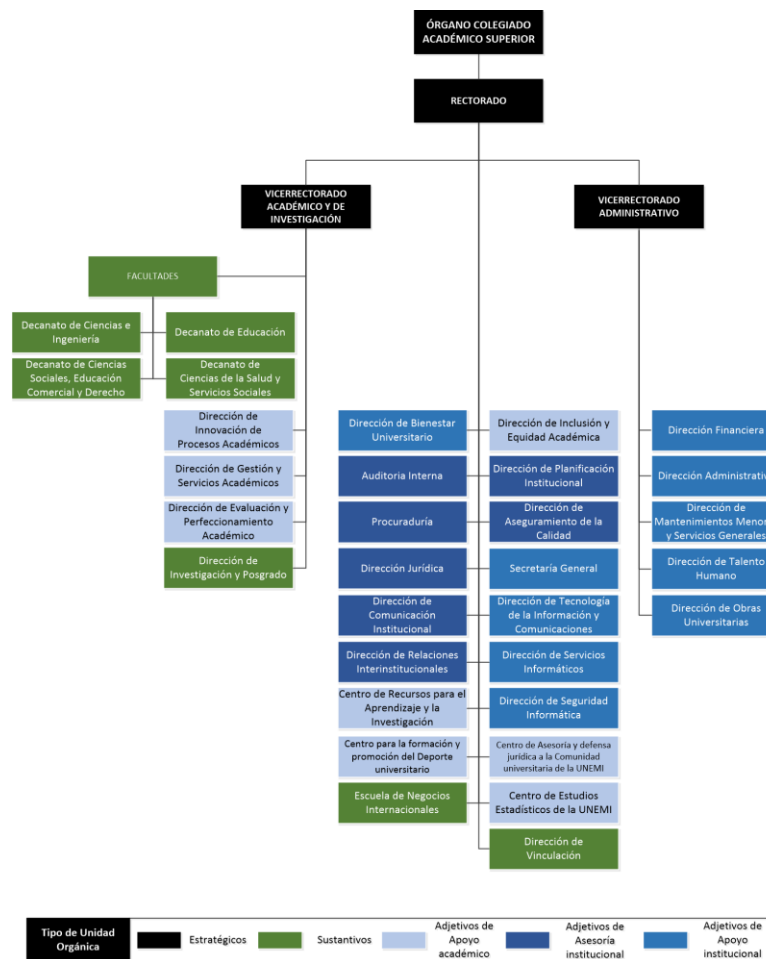 ÓRGANO COLEGIADO
ACADÉMICO SUPERIOR
RECTORADO
VICERRECTORADO
ACADÉMICO Y DE
INVESTIGACIÓN
VICERRECTORADO
ADMINISTRATIVO
FACULTADES
Decanato de Ciencias e
Ingeniería
Decanato de Educación
Decanato de Ciencias
Sociales, Educación
Comercial y Derecho
Decanato de
Ciencias de la Salud y
Servicios Sociales
Dirección de
Innovación de
Procesos Académicos
Dirección de Gestión y
Servicios Académicos
Dirección de Evaluación y
Perfeccionamiento
Académico
Dirección de
Investigación y Posgrado
Dirección de Bienestar
Universitario
Dirección de Inclusión y
Equidad Académica
Auditoria Interna
Dirección de Planificación
Institucional
Procuraduría
Dirección de
Aseguramiento de la
Calidad
Dirección Jurídica
Secretaría General
Dirección de
Comunicación
Institucional
Dirección de Tecnología
de la Información y
Comunicaciones
Dirección de Relaciones
Interinstitucionales
Dirección de Servicios
Informáticos
Centro de Recursos para el
Aprendizaje y la
Investigación
Dirección de Seguridad
Informática
Centro para la formación y
promoción del Deporte
universitario
Centro de Asesoría y defensa
jurídica a la Comunidad
universitaria de la UNEMI
Escuela de Negocios
Internacionales
Centro de Estudios
Estadísticos de la UNEMI
Dirección de
Vinculación
Dirección Financiera
Dirección Administrativ
Dirección de
Mantenimientos Menor
y Servicios Generales
Dirección de Talento
Humano
Dirección de Obras
Universitarias
Tipo de Unidad
Orgánica
Estratégicos
Sustantivos
Adjetivos de
Apoyo
académico
Adjetivos de
Asesoría
institucional
Adjetivos de
Apoyo
institucional